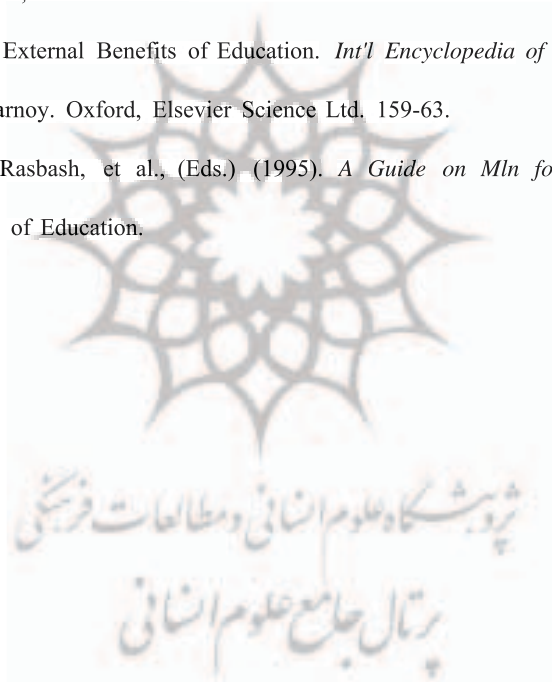 External Benefits of Education. Int'l Encyclopedia of
arnoy. Oxford, Elsevier Science Ltd. 159-63.
Rasbash, et al., (Eds.) (1995). A Guide on Mln fo
of Education.
پژوهشگاه علوم انسانی و مطالعات فرهنگی
پرتال جامع علوم انسانی